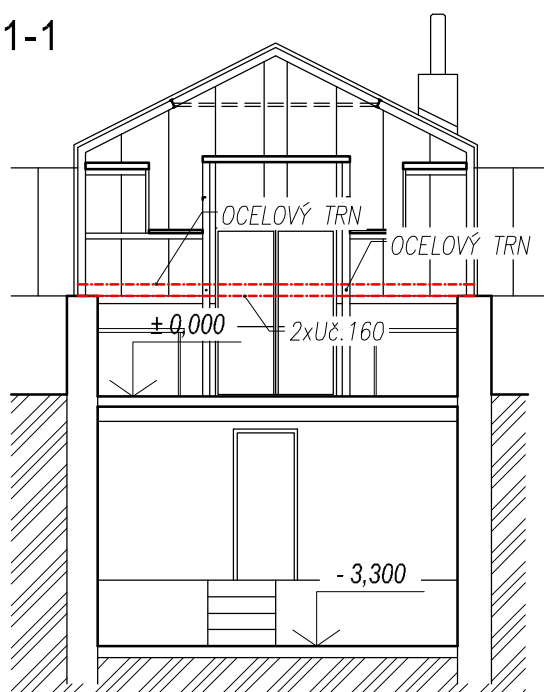 1-1
OCELOVÝ TRN
OCELOVÝ TRN
± 0,000
2xUč.160
- 3,300